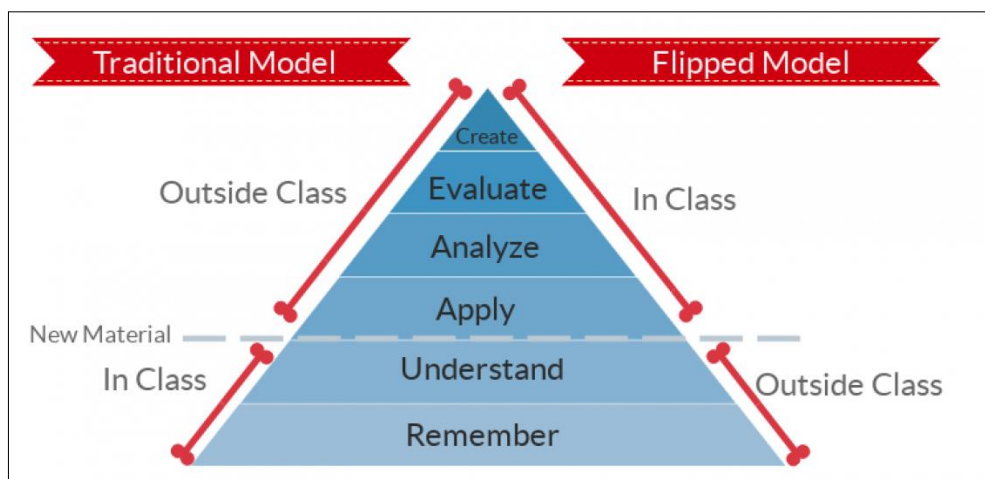 Traditional Model
Flipped Model
Create
Outside Class
Evaluate
In Class
Analyze
Apply
New Material
In Class
Understand
Outside Class
Remember